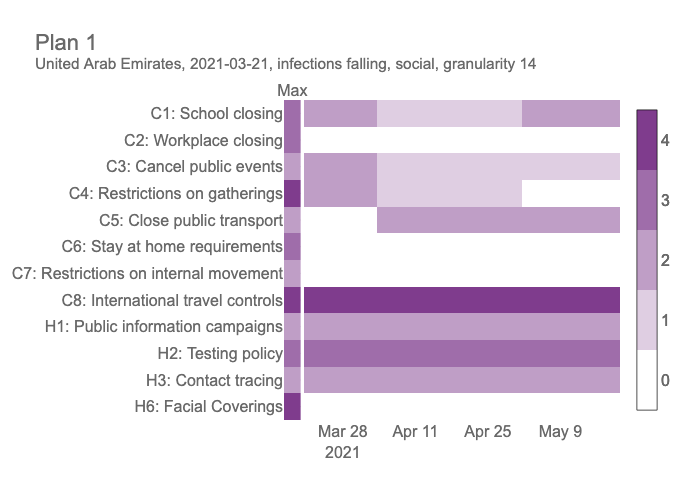 Plan 1
United Arab Emirates, 2021-03-21, infections falling, social, granularity 14
Max
C1: School closing
C2: Workplace closing
C3: Cancel public events
C4: Restrictions on gatherings
C5: Close public transport
C6: Stay at home requirements
C7: Restrictions on internal movement
C8: International travel controls
H1: Public information campaigns
H2: Testing policy
H3: Contact tracing
H6: Facial Coverings
4
3
2
1
0
Mar 28 Apr 11 Apr 25 May 9
2021